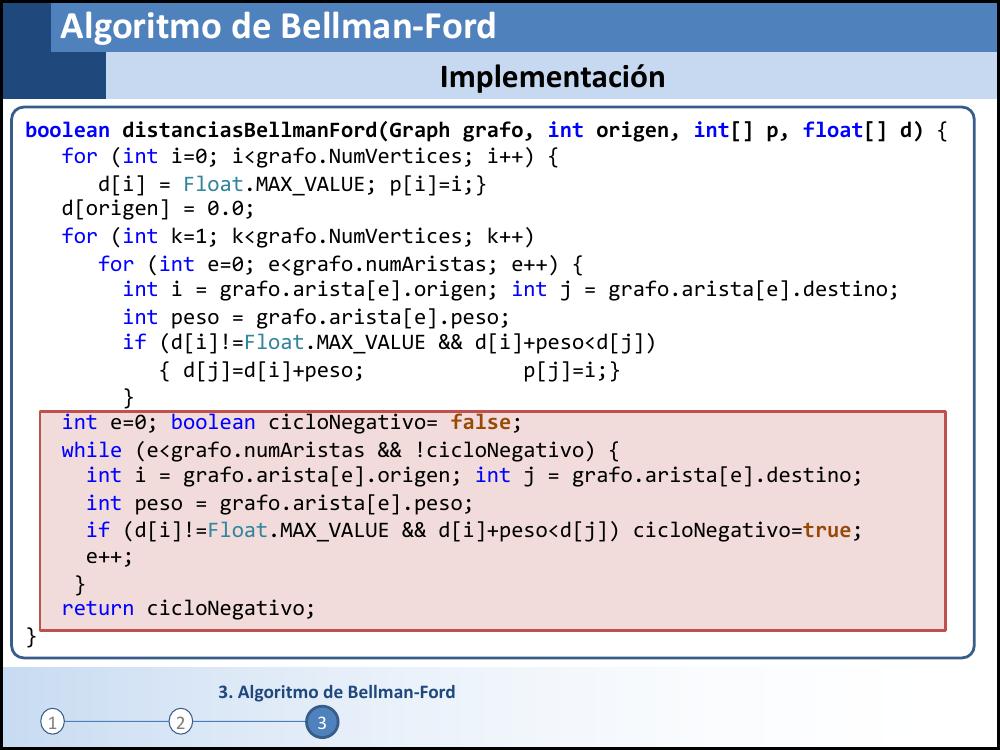 Algoritmo de Bellman-Ford
Implementación
boolean distanciasBellmanFord(Graph grafo, int origen, int[] p, float[] d) {
for (int i=0; i<grafo.NumVertices; i++) {
d[i] = Float.MAX_VALUE; p[i]=i;}
d[origen] = 0.0;
for (int k=1; k<grafo.NumVertices; k++)
for (int e=0; e<grafo.numAristas; e++) {
int i = grafo.arista[e].origen; int j = grafo.arista[e].destino;
int peso = grafo.arista[e].peso;
if (d[i]!=Float.MAX_VALUE && d[i]+peso<d[j])
{ d[j]=d[i]+peso; p[j]=i;}
}
int e=0; boolean cicloNegativo= false;
while (e<grafo.numAristas && !cicloNegativo) {
int i = grafo.arista[e].origen; int j = grafo.arista[e].destino;
int peso = grafo.arista[e].peso;
if (d[i]!=Float.MAX_VALUE && d[i]+peso<d[j]) cicloNegativo=true;
e++;
}
return cicloNegativo;
}
3. Algoritmo de Bellman-Ford
1 2 3